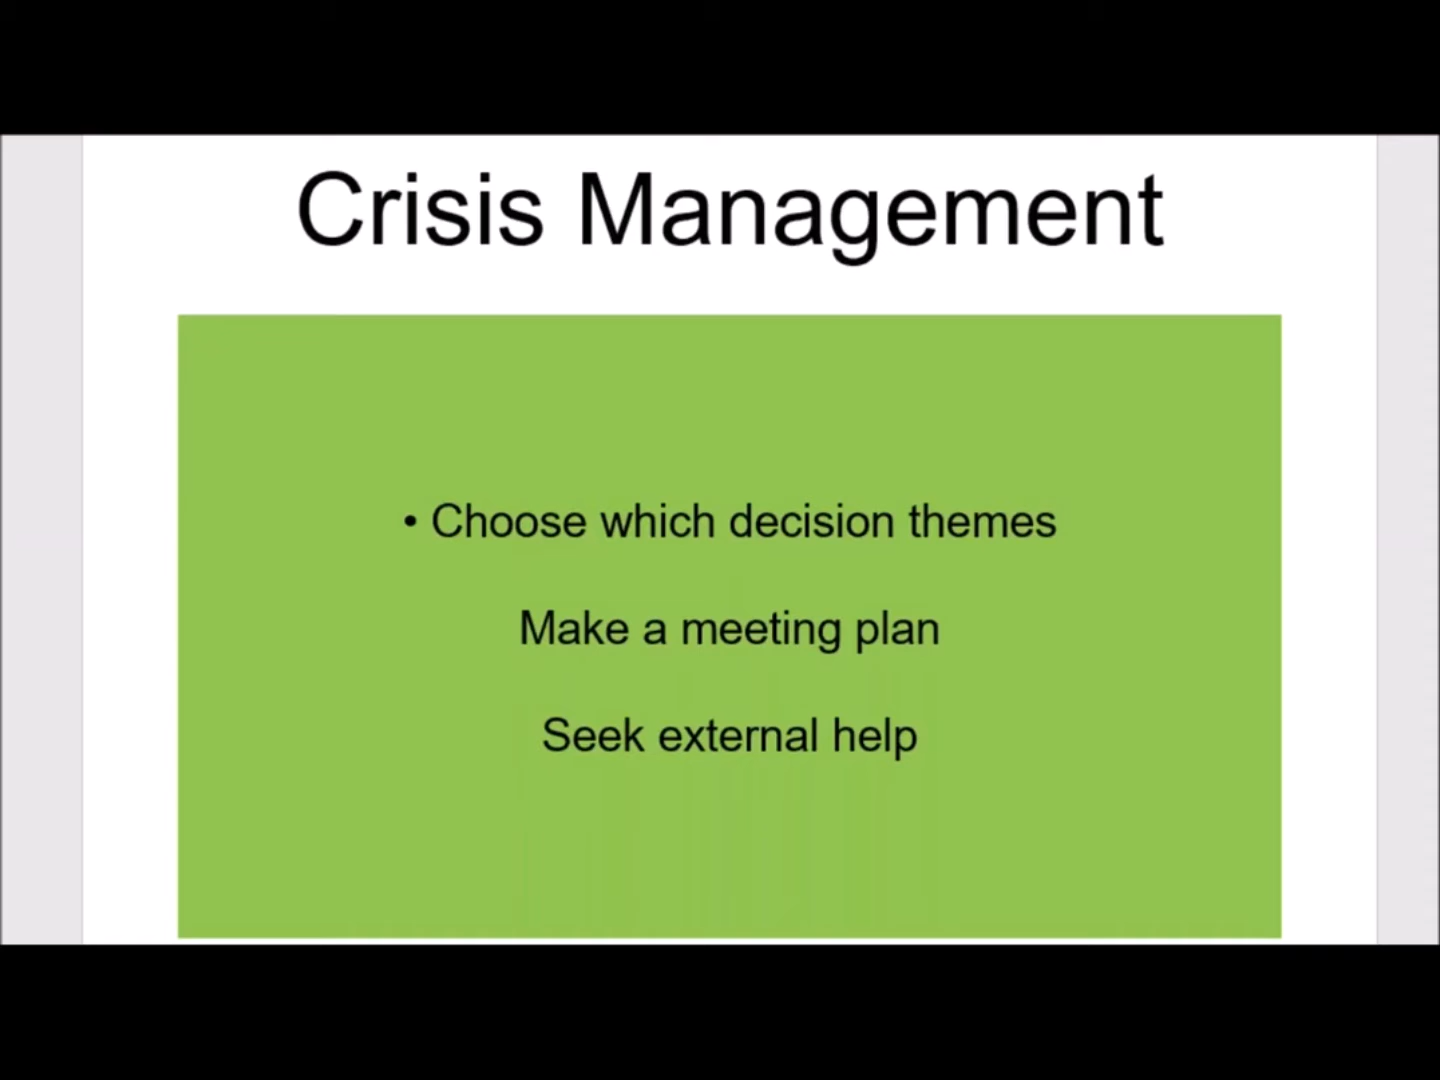 Crisis Management
• Choose which decision themes
Make a meeting plan
Seek external help